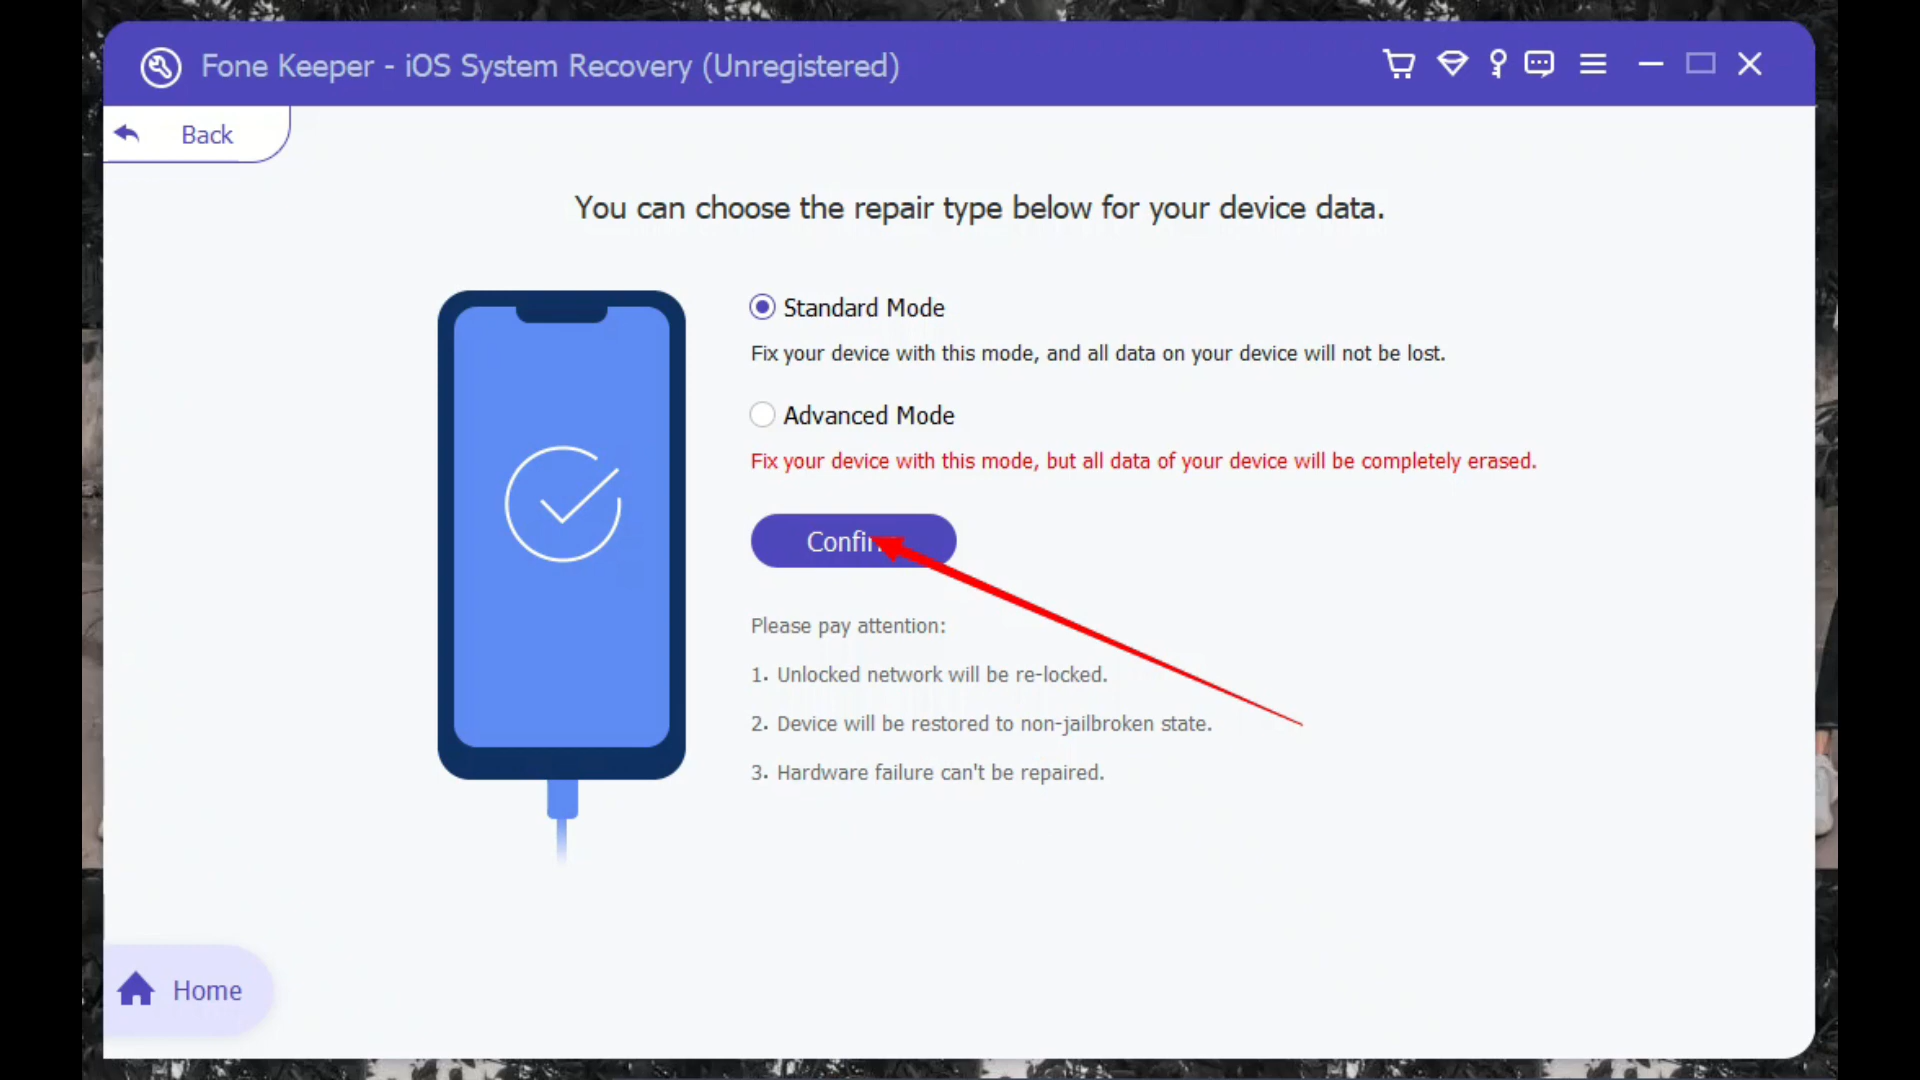 Fone Keeper - iOS System Recovery (Unregistered)
Back
You can choose the repair type below for your device data.
Standard Mode
Fix your device with this mode, and all data on your device will not be lost.
Advanced Mode
Fix your device with this mode, but all data of your device will be completely erased.
Confirm
Please pay attention:
1. Unlocked network will be re-locked.
2. Device will be restored to non-jailbroken state.
3. Hardware failure can't be repaired.
Home